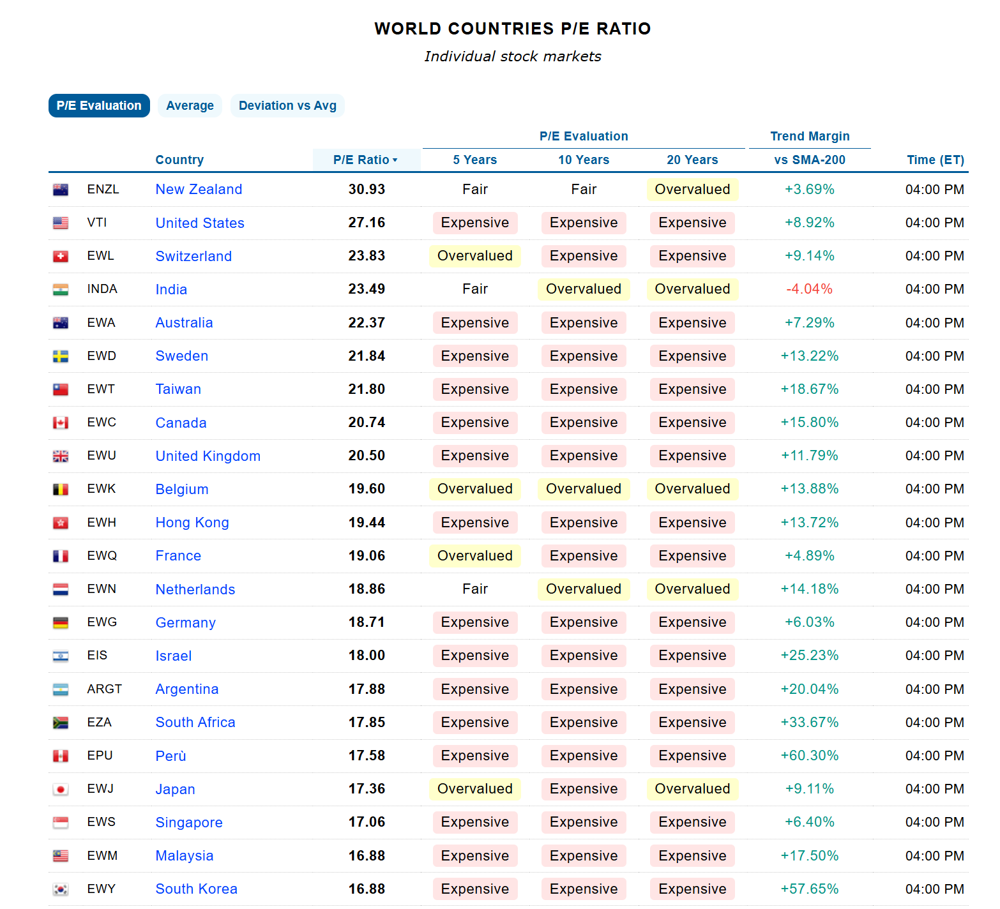 WORLD COUNTRIES P/E RATIO
Individual stock markets
P/E Evaluation Average Deviation vs Avg
P/E Evaluation Trend Margin
Country P/E Ratio ▾ 5 Years 10 Years 20 Years vs SMA-200 Time (ET)
ENZL New Zealand 30.93 Fair Fair Overvalued +3.69% 04:00 PM
VTI United States 27.16 Expensive Expensive Expensive +8.92% 04:00 PM
EWL Switzerland 23.83 Overvalued Expensive Expensive +9.14% 04:00 PM
INDA India 23.49 Fair Overvalued Overvalued -4.04% 04:00 PM
EWA Australia 22.37 Expensive Expensive Expensive +7.29% 04:00 PM
EWD Sweden 21.84 Expensive Expensive Expensive +13.22% 04:00 PM
EWT Taiwan 21.80 Expensive Expensive Expensive +18.67% 04:00 PM
EWC Canada 20.74 Expensive Expensive Expensive +15.80% 04:00 PM
EWU United Kingdom 20.50 Expensive Expensive Expensive +11.79% 04:00 PM
EWK Belgium 19.60 Overvalued Overvalued Overvalued +13.88% 04:00 PM
EWH Hong Kong 19.44 Expensive Expensive Expensive +13.72% 04:00 PM
EWQ France 19.06 Overvalued Expensive Expensive +4.89% 04:00 PM
EWN Netherlands 18.86 Fair Overvalued Overvalued +14.18% 04:00 PM
EWG Germany 18.71 Expensive Expensive Expensive +6.03% 04:00 PM
EIS Israel 18.00 Expensive Expensive Expensive +25.23% 04:00 PM
ARGT Argentina 17.88 Expensive Expensive Expensive +20.04% 04:00 PM
EZA South Africa 17.85 Expensive Expensive Expensive +33.67% 04:00 PM
EPU Perù 17.58 Expensive Expensive Expensive +60.30% 04:00 PM
EWJ Japan 17.36 Overvalued Expensive Overvalued +9.11% 04:00 PM
EWS Singapore 17.06 Expensive Expensive Expensive +6.40% 04:00 PM
EWM Malaysia 16.88 Expensive Expensive Expensive +17.50% 04:00 PM
EWY South Korea 16.88 Expensive Expensive Expensive +57.65% 04:00 PM